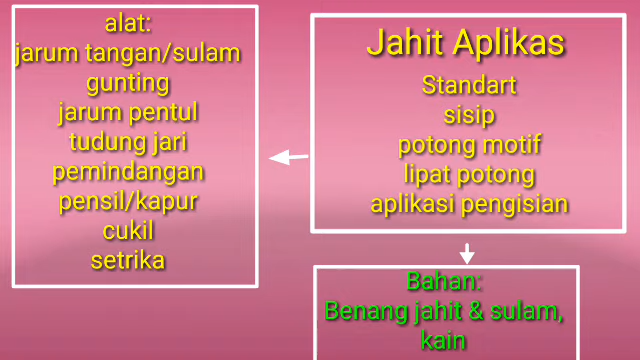 alat:
jarum tangan/sulam
gunting
jarum pentul
tudung jari
pemindangan
pensil/kapur
cukil
setrika
Jahit Aplikas
Standart
sisip
potong motif
lipat potong
aplikasi pengisian
Bahan:
Benang jahit & sulam,
kain